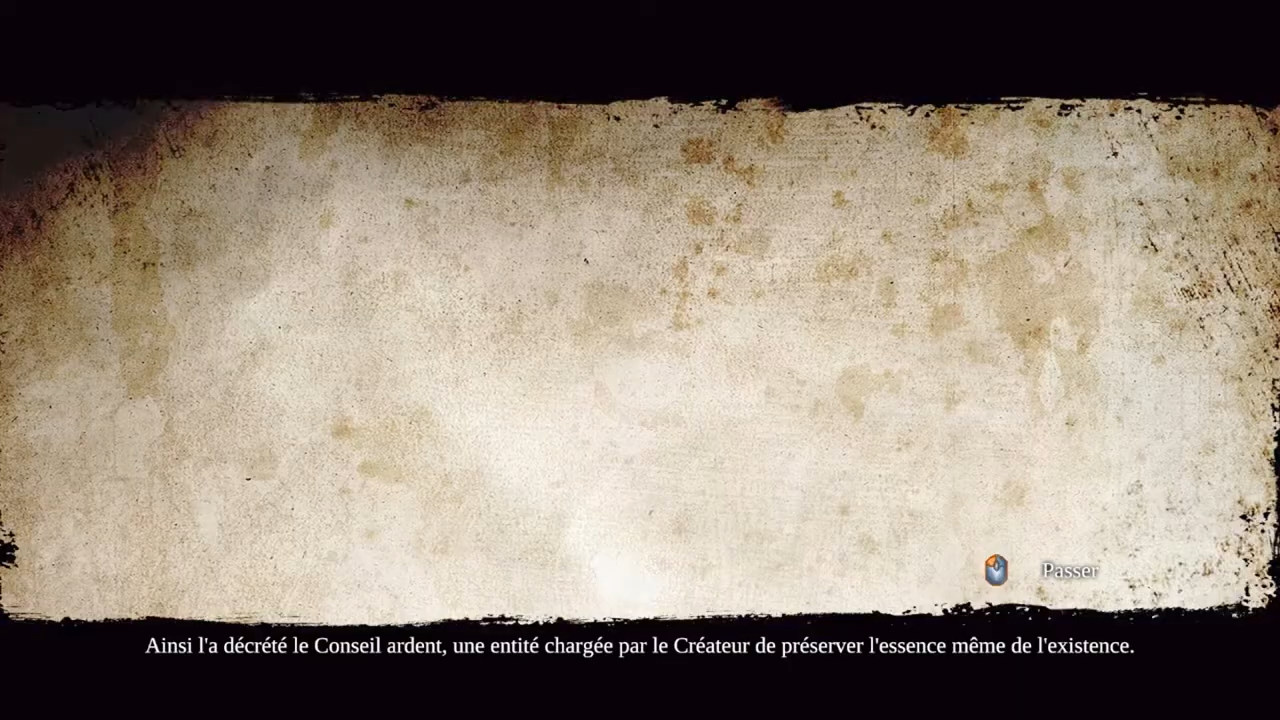 Passer
Ainsi l'a décrété le Conseil ardent, une entité chargée par le Créateur de préserver l'essence même de l'existence.